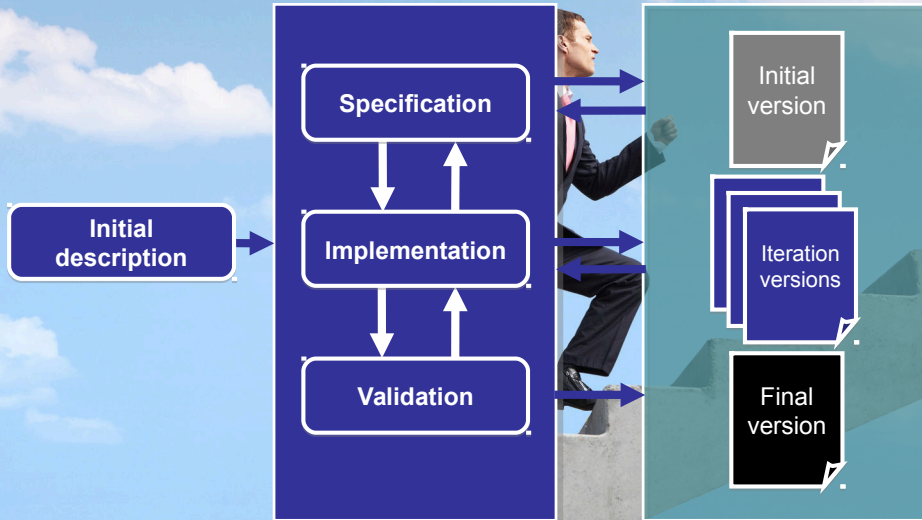 Initial
description
Specification
Implementation
Validation
Initial
version
Iteration
versions
Final
version